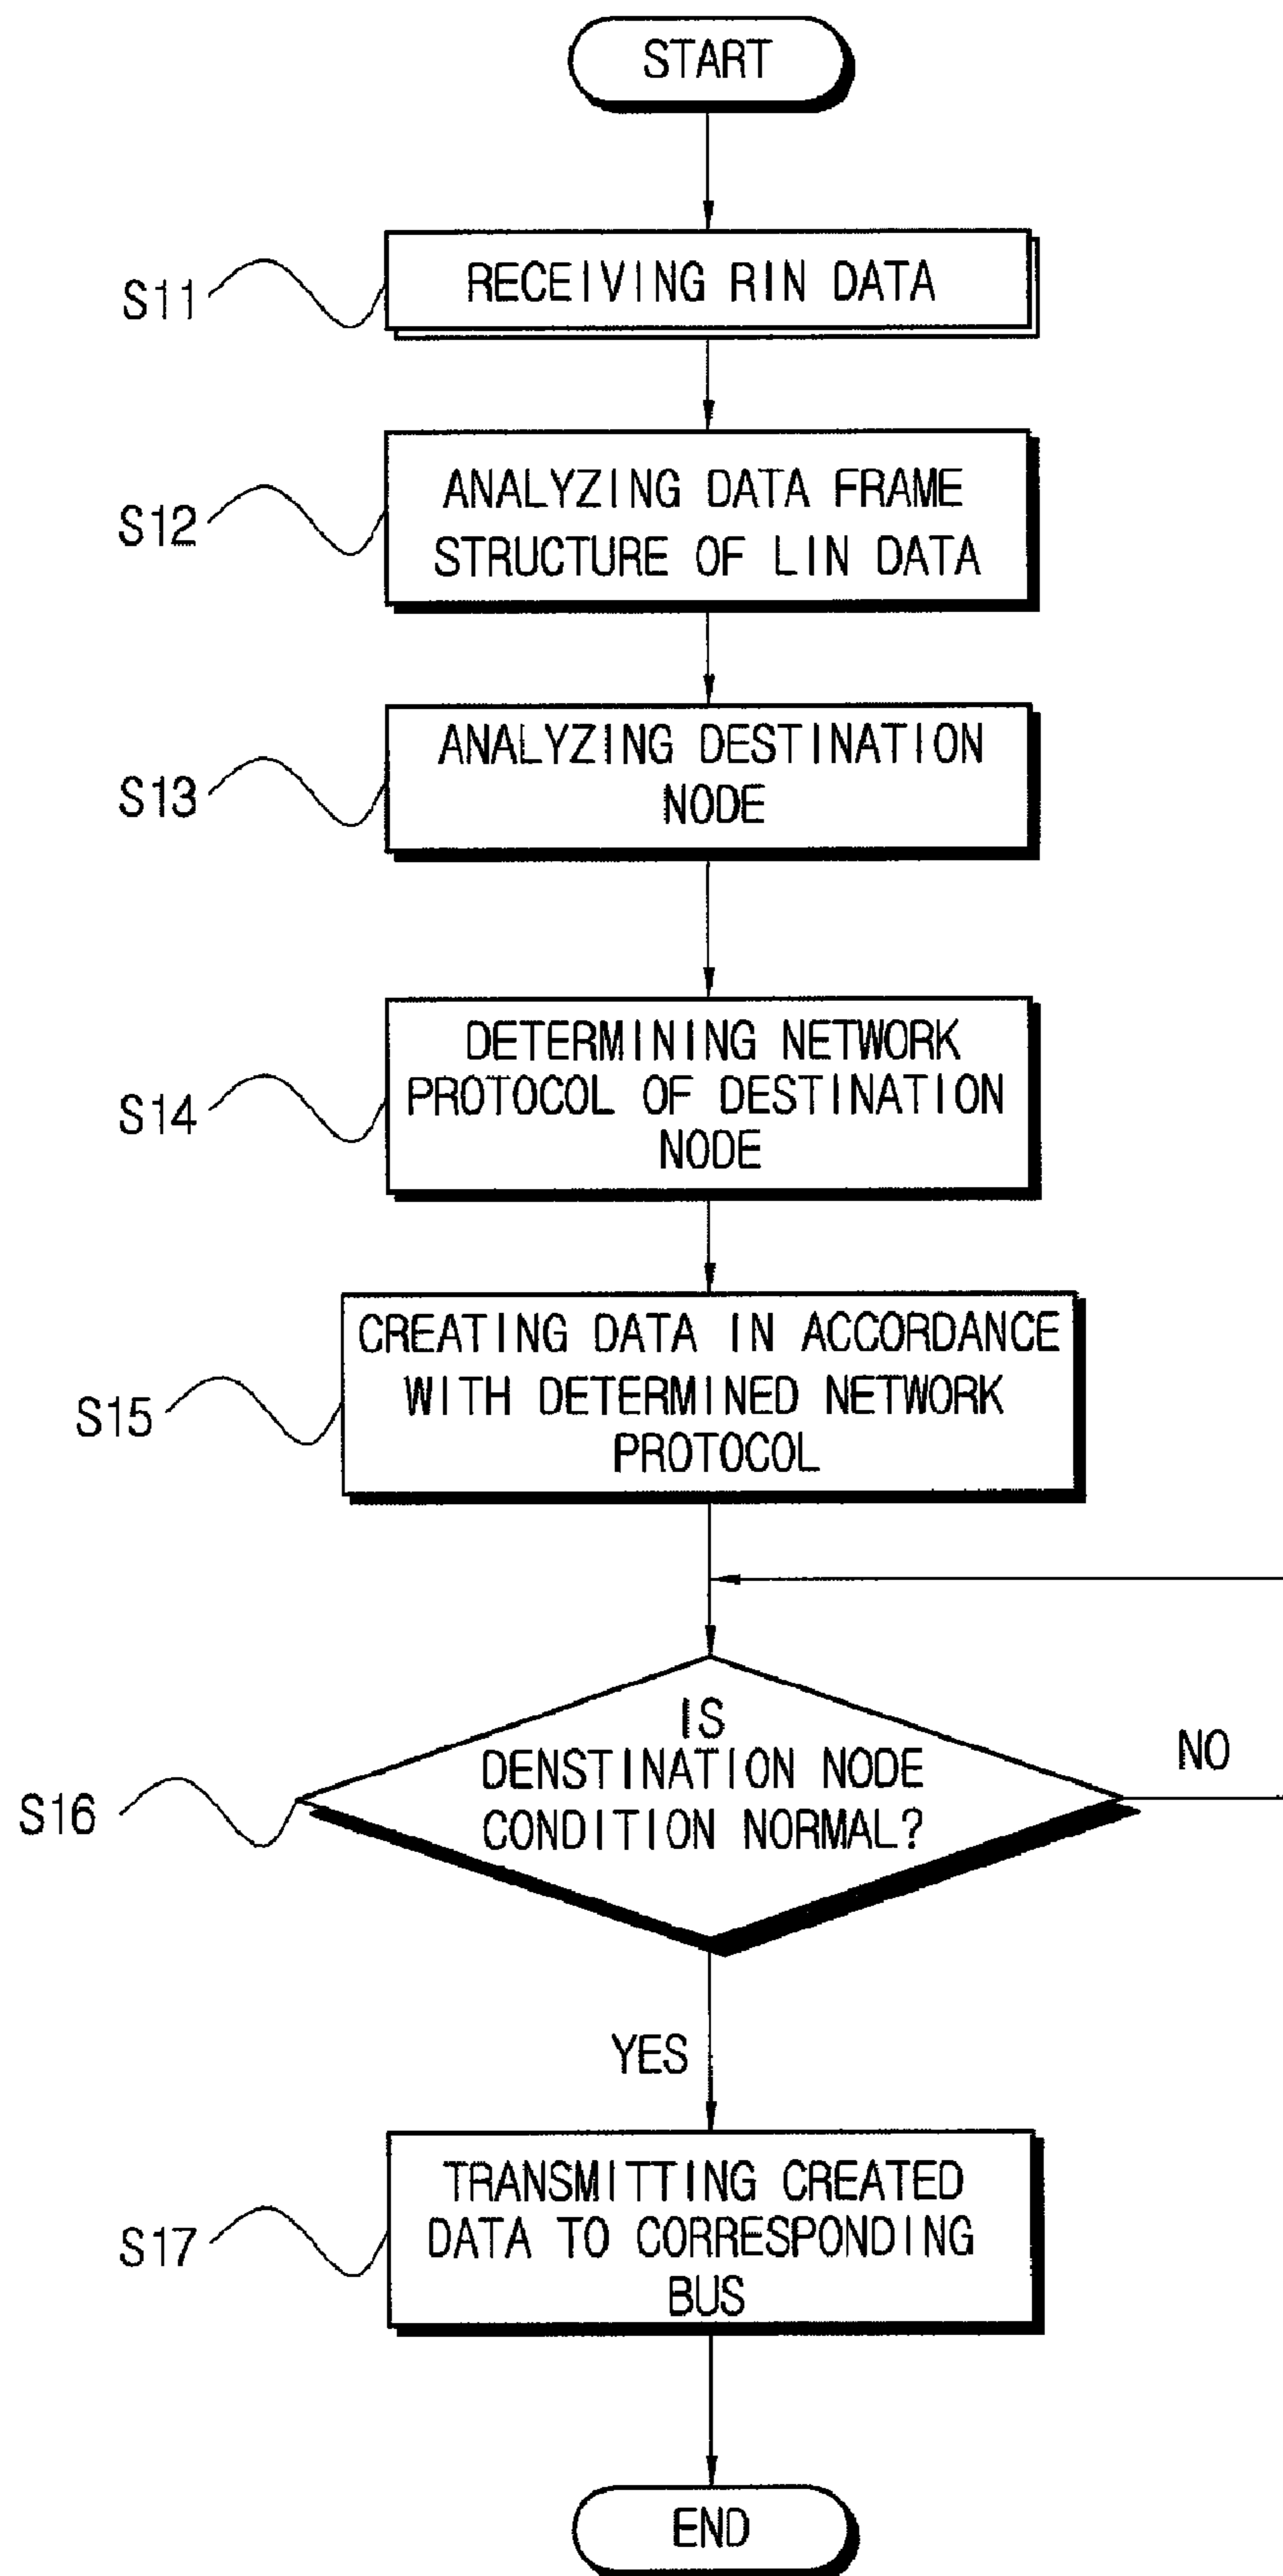 START
S11
RECEIVING RIN DATA
S12
ANALYZING DATA FRAME
STRUCTURE OF LIN DATA
S13
ANALYZING DESTINATION
NODE
S14
DETERMINING NETWORK
PROTOCOL OF DESTINATION
NODE
S15
CREATING DATA IN ACCORDANCE
WITH DETERMINED NETWORK
PROTOCOL
S16
IS
DENSTINATION NODE
CONDITION NORMAL?
NO
YES
S17
TRANSMITTING CREATED
DATA TO CORRESPONDING
BUS
END